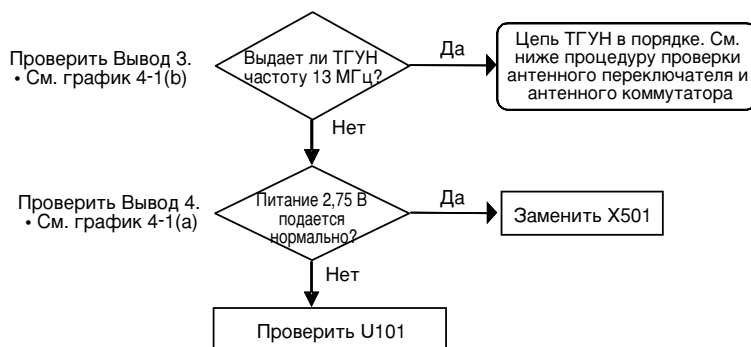 Проверить Вывод 3.
• См. график 4-1(b)
Выдает ли ТГУН
частоту 13 МГц?
Да
Цепь ТГУН в порядке. См.
ниже процедуру проверки
антенного переключателя и
антенного коммутатора
Нет
Проверить Вывод 4.
• См. график 4-1(a)
Питание 2,75 В
подается
нормально?
Да
Заменить X501
Нет
Проверить U101